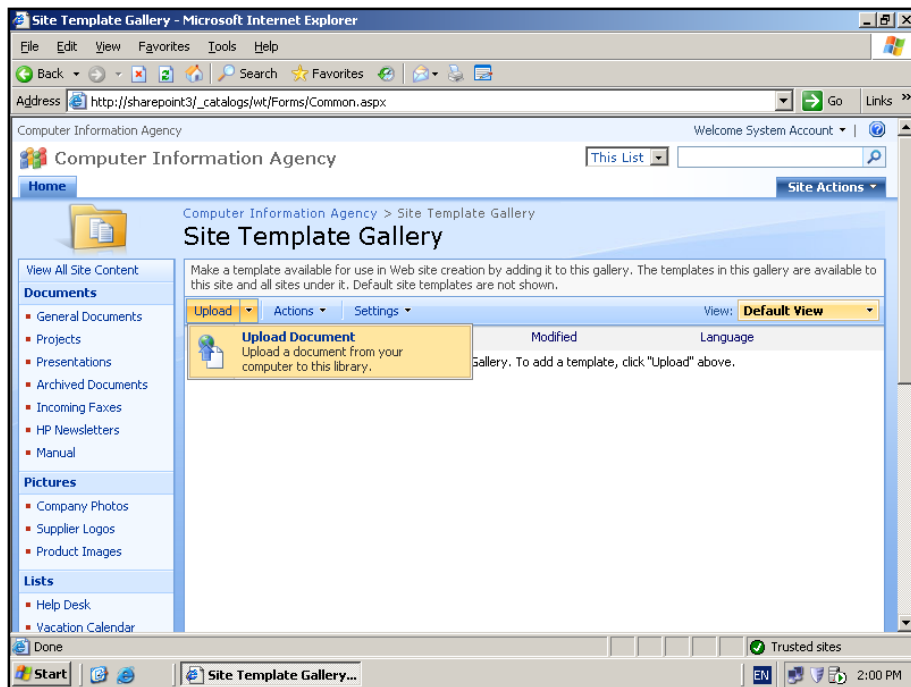 Site Template Gallery - Microsoft Internet Explorer
File Edit View Favorites Tools Help
Back Search Favorites
Address http://sharepoint3/_catalogs/wt/Forms/Common.aspx Go Links »
Computer Information Agency Welcome System Account
Computer Information Agency This List
Home Site Actions
Computer Information Agency > Site Template Gallery
Site Template Gallery
View All Site Content
Documents
General Documents
Projects
Presentations
Archived Documents
Incoming Faxes
HP Newsletters
Manual
Pictures
Company Photos
Supplier Logos
Product Images
Lists
Help Desk
Vacation Calendar
Make a template available for use in Web site creation by adding it to this gallery. The templates in this gallery are available to
this site and all sites under it. Default site templates are not shown.
Upload Actions Settings View: Default View
Upload Document
Upload a document from your
computer to this library.
Modified Language
Gallery. To add a template, click "Upload" above.
Done Trusted sites
Start Site Template Gallery... EN 2:00 PM